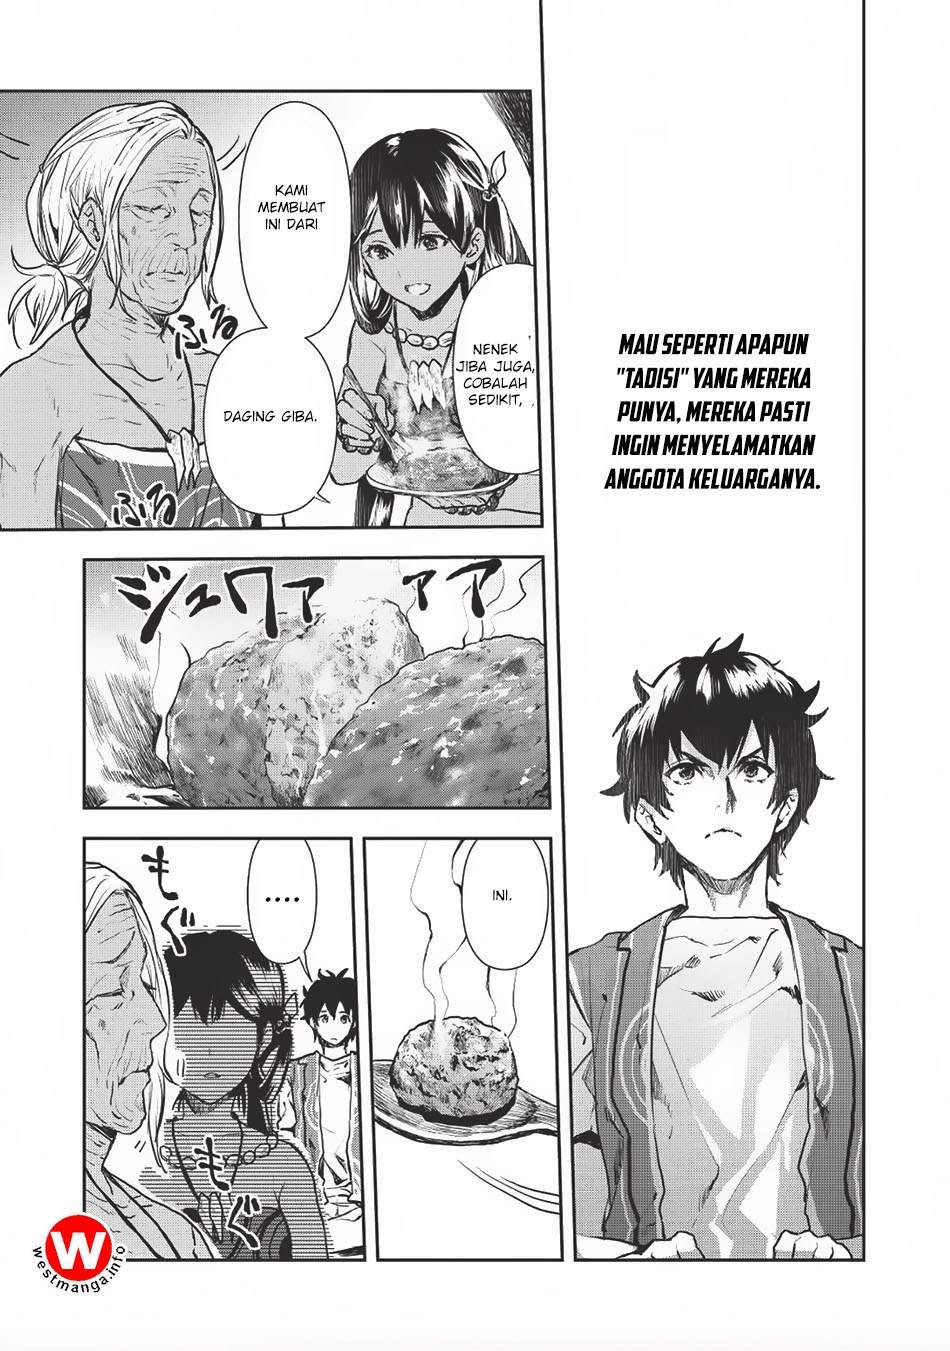 MAU SEPERTI APAPUN
"TADISI" YANG MEREKA
PUNYA, MEREKA PASTI
INGIN MENYELAMATKAN
ANGGOTA KELUARGANYA.
NENEK
JIBA JUGA,
COBALAH
SEDIKIT,
KAMI
MEMBUAT
INI DARI
DAGING GIBA.
ふる
ふる
ジュワァ
アア
INI.
....
もぐ
もぐ
W
westmanga.info